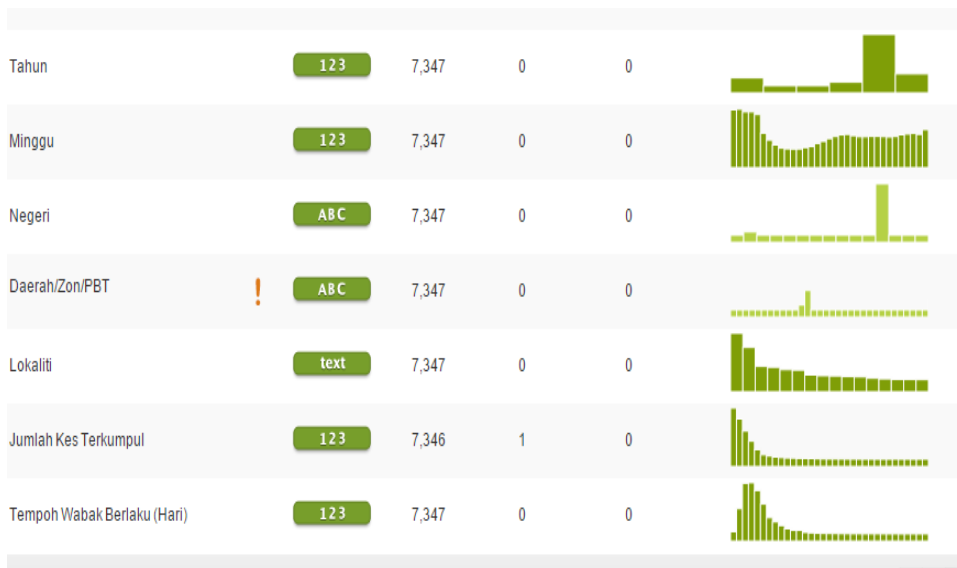 Tahun 123 7,347 0 0
Minggu 123 7,347 0 0
Negeri ABC 7,347 0 0
Daerah/Zon/PBT ! ABC 7,347 0 0
Lokaliti text 7,347 0 0
Jumlah Kes Terkumpul 123 7,346 1 0
Tempoh Wabak Berlaku (Hari) 123 7,347 0 0